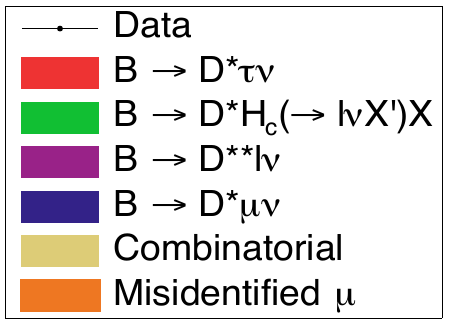 Data
B → D*τν
B → D*H_c(→ lνX')X
B → D**lν
B → D*μν
Combinatorial
Misidentified μ